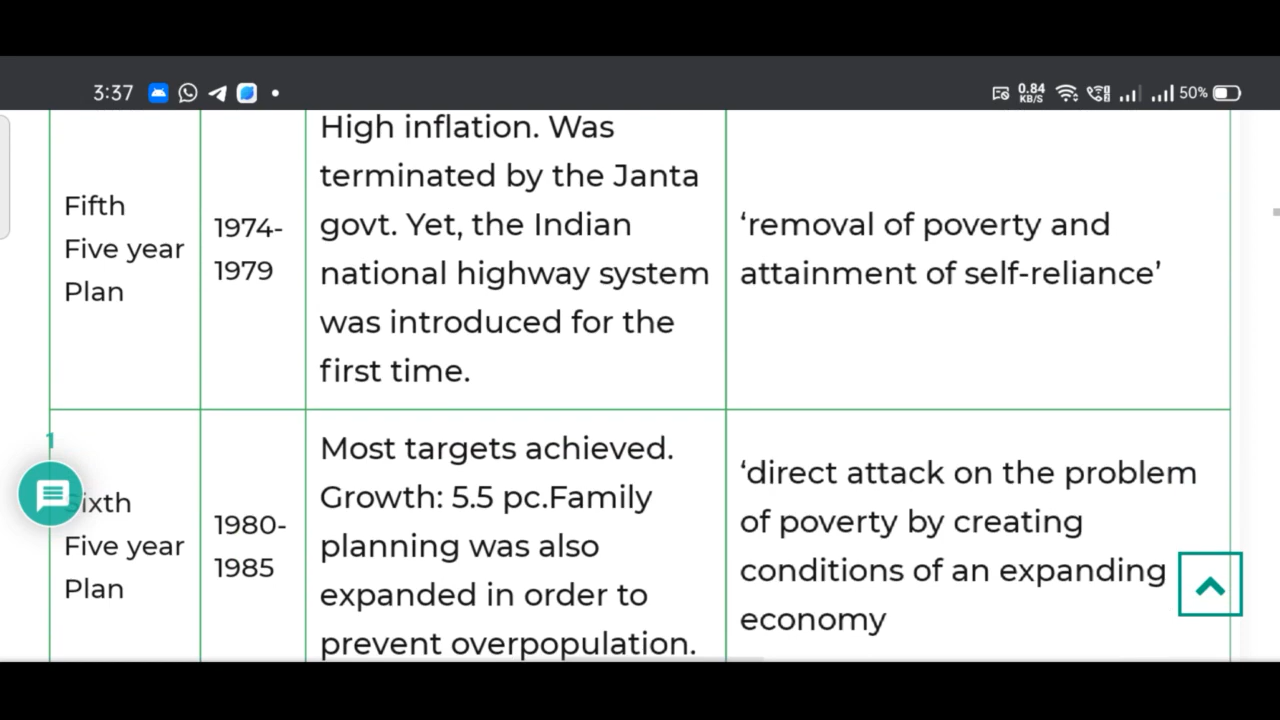 3:37
0.84
KB/S
50%
High inflation. Was
terminated by the Janta
govt. Yet, the Indian
national highway system
was introduced for the
first time.
Fifth
Five year
Plan
1974-
1979
‘removal of poverty and
attainment of self-reliance’
1
Sixth
Five year
Plan
1980-
1985
Most targets achieved.
Growth: 5.5 pc.Family
planning was also
expanded in order to
prevent overpopulation.
‘direct attack on the problem
of poverty by creating
conditions of an expanding
economy